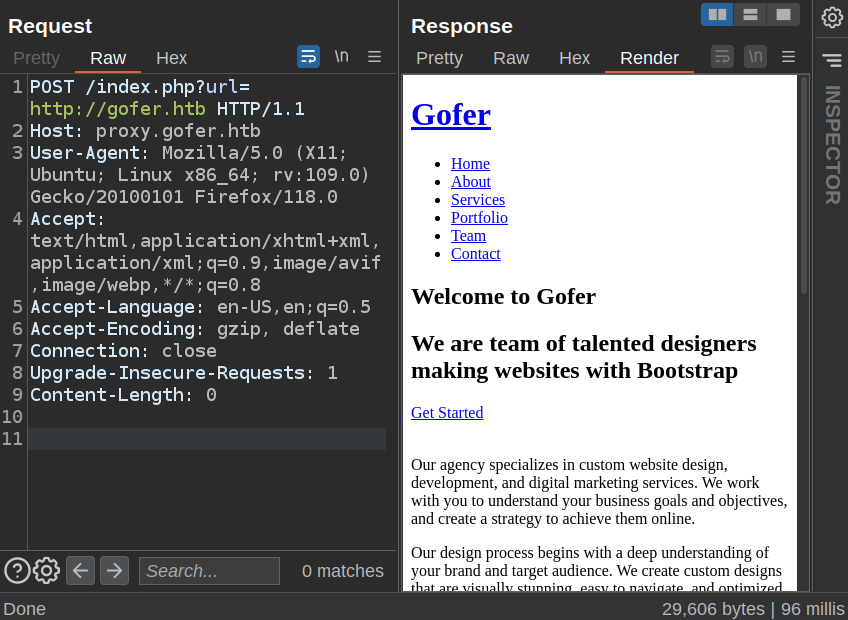 Request
Pretty Raw Hex \n
1 POST /index.php?url=
http://gofer.htb HTTP/1.1
2 Host: proxy.gofer.htb
3 User-Agent: Mozilla/5.0 (X11;
Ubuntu; Linux x86_64; rv:109.0)
Gecko/20100101 Firefox/118.0
4 Accept:
text/html,application/xhtml+xml,
application/xml;q=0.9,image/avif
,image/webp,*/*;q=0.8
5 Accept-Language: en-US,en;q=0.5
6 Accept-Encoding: gzip, deflate
7 Connection: close
8 Upgrade-Insecure-Requests: 1
9 Content-Length: 0
10
11
?
Search...
0 matches
Response
Pretty Raw Hex Render \n
Gofer
Home
About
Services
Portfolio
Team
Contact
Welcome to Gofer
We are team of talented designers
making websites with Bootstrap
Get Started
Our agency specializes in custom website design,
development, and digital marketing services. We work
with you to understand your business goals and objectives,
and create a strategy to achieve them online.
Our design process begins with a deep understanding of
your brand and target audience. We create custom designs
that are visually stunning, easy to navigate, and optimized
INSPECTOR
Done
29,606 bytes | 96 millis